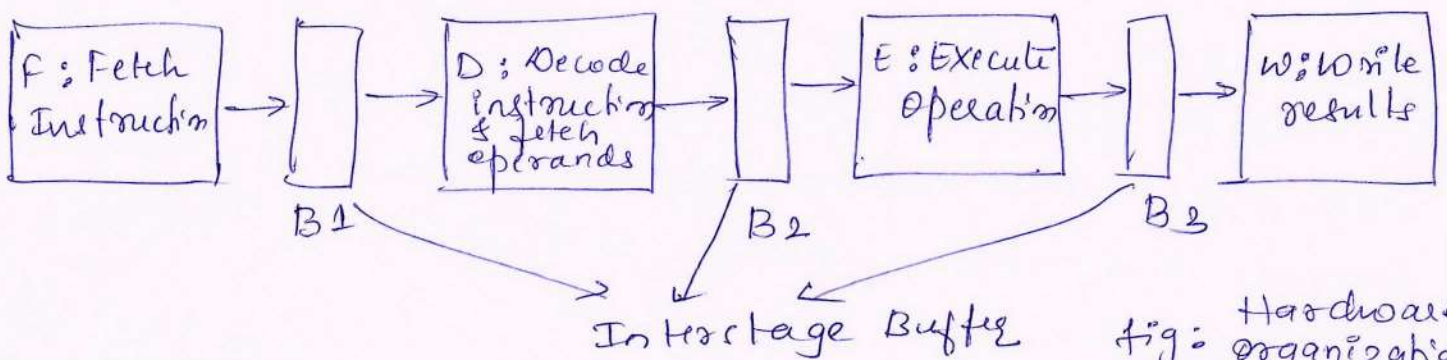 F : Fetch
Instruction
D : Decode
instruction
& fetch
operands
E : Execute
Operation
W : Write
results
B1
B2
B3
Interstage Buffer
fig: Hardware
organization